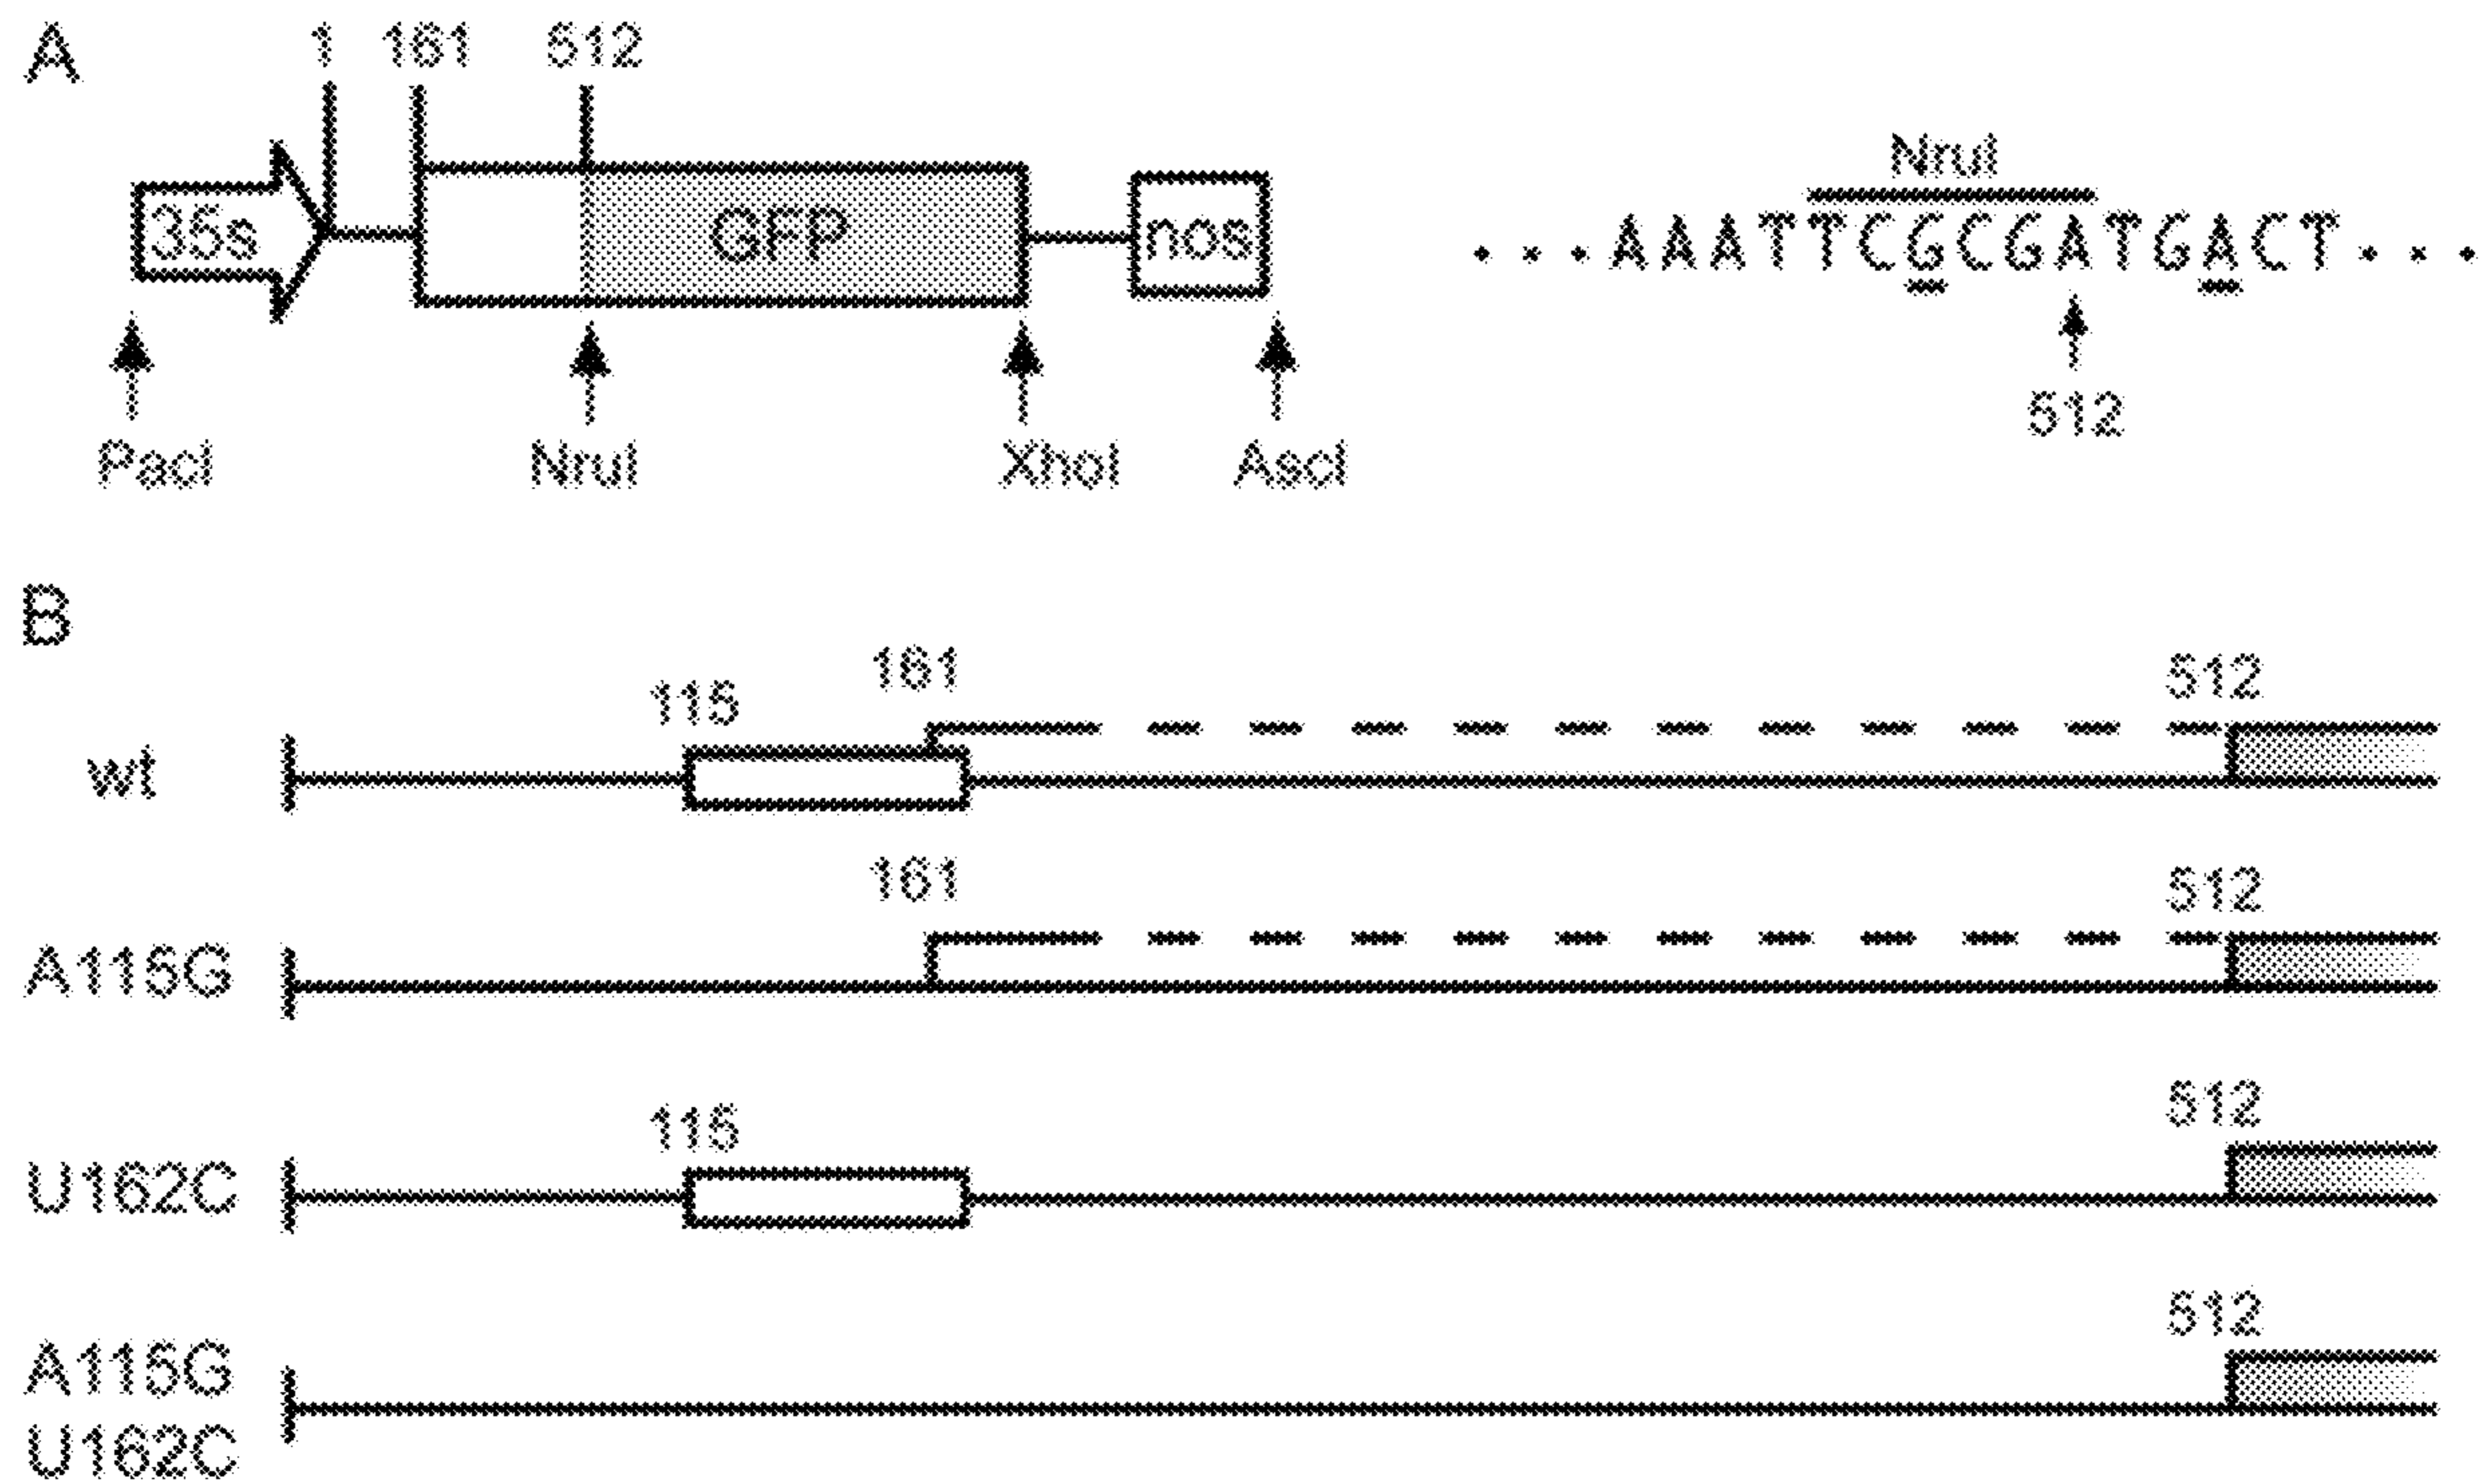 A
1 161 512
35s GFP nos
PacI NruI XhoI AscI
NruI
...AAATTCGCGATGACT...
512
B
115 161 512
wt
161 512
A115G
115 512
U162C
512
A115G
U162C